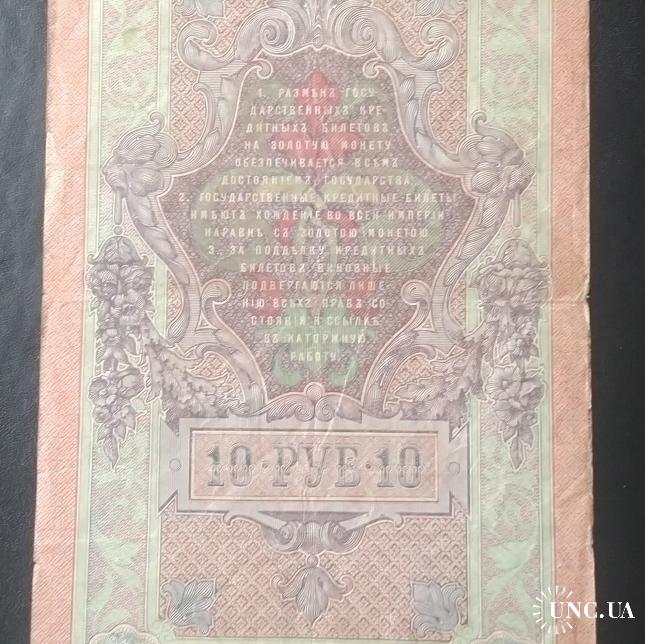 1. РАЗМѢНЪ ГОСУ-
ДАРСТВЕННЫХЪ КРЕ-
ДИТНЫХЪ БИЛЕТОВЪ
НА ЗОЛОТУЮ МОНЕТУ
ОБЕЗПЕЧИВАЕТСЯ ВСѢМЪ
ДОСТОЯНІЕМЪ ГОСУДАРСТВА.
2. ГОСУДАРСТВЕННЫЕ КРЕДИТНЫЕ БИЛЕТЫ
ИМѢЮТЪ ХОЖДЕНІЕ ВО ВСЕЙ ИМПЕРІИ
НАРАВНѢ СЪ ЗОЛОТОЮ МОНЕТОЮ.
3. ЗА ПОДДѢЛКУ КРЕДИТНЫХЪ
БИЛЕТОВЪ ВИНОВНЫЕ
ПОДВЕРГАЮТСЯ ЛИШЕ-
НІЮ ВСѢХЪ ПРАВЪ СО-
СТОЯНІЯ И ССЫЛКѢ
ВЪ КАТОРЖНУЮ
РАБОТУ.
10·РУБ·10
UNC.UA